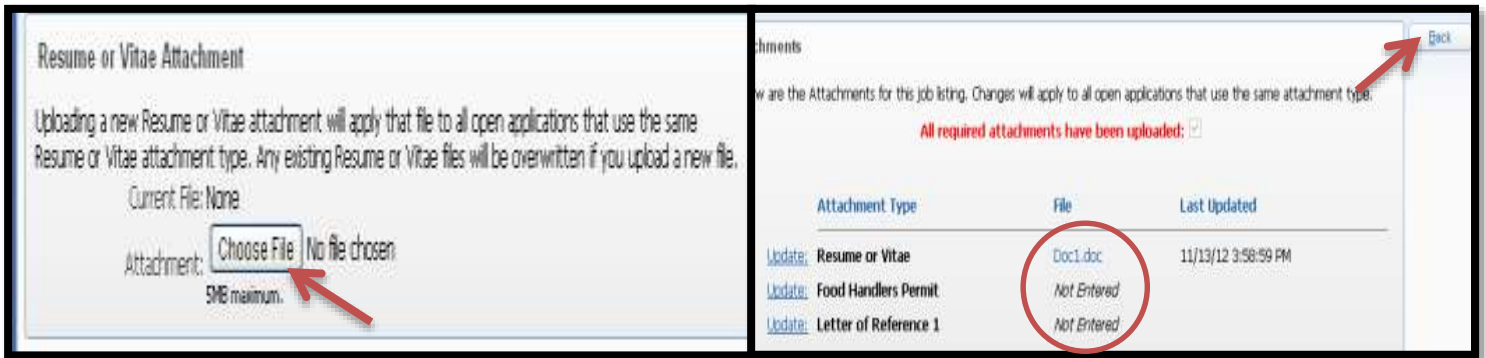 Resume or Vitae Attachment
Uploading a new Resume or Vitae attachment will apply that file to all open applications that use the same
Resume or Vitae attachment type. Any existing Resume or Vitae files will be overwritten if you upload a new file.
Current File: None
Attachment: Choose File No file chosen
5MB maximum.
chments
Back
w are the Attachments for this job listing. Changes will apply to all open applications that use the same attachment type.
All required attachments have been uploaded:
Attachment Type File Last Updated
Update: Resume or Vitae Doc1.doc 11/13/12 3:58:59 PM
Update: Food Handlers Permit Not Entered
Update: Letter of Reference 1 Not Entered